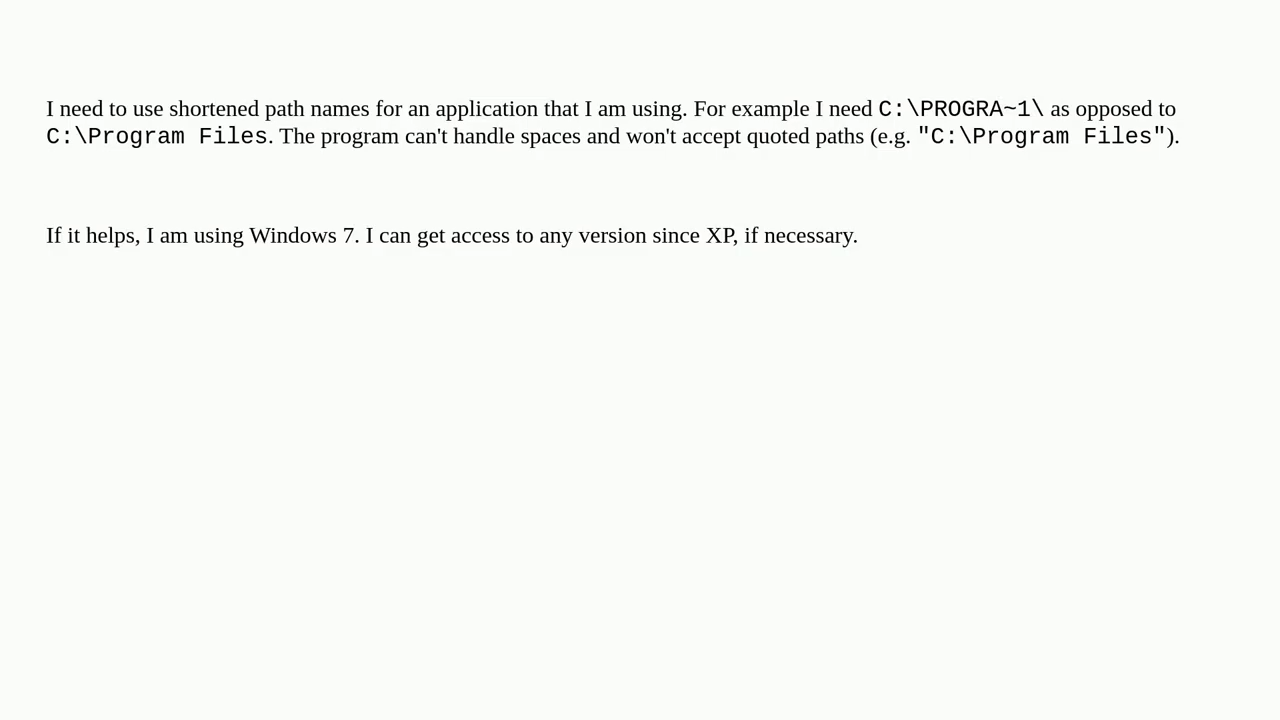 I need to use shortened path names for an application that I am using. For example I need C:\PROGRA~1\ as opposed to
C:\Program Files. The program can't handle spaces and won't accept quoted paths (e.g. "C:\Program Files").
If it helps, I am using Windows 7. I can get access to any version since XP, if necessary.